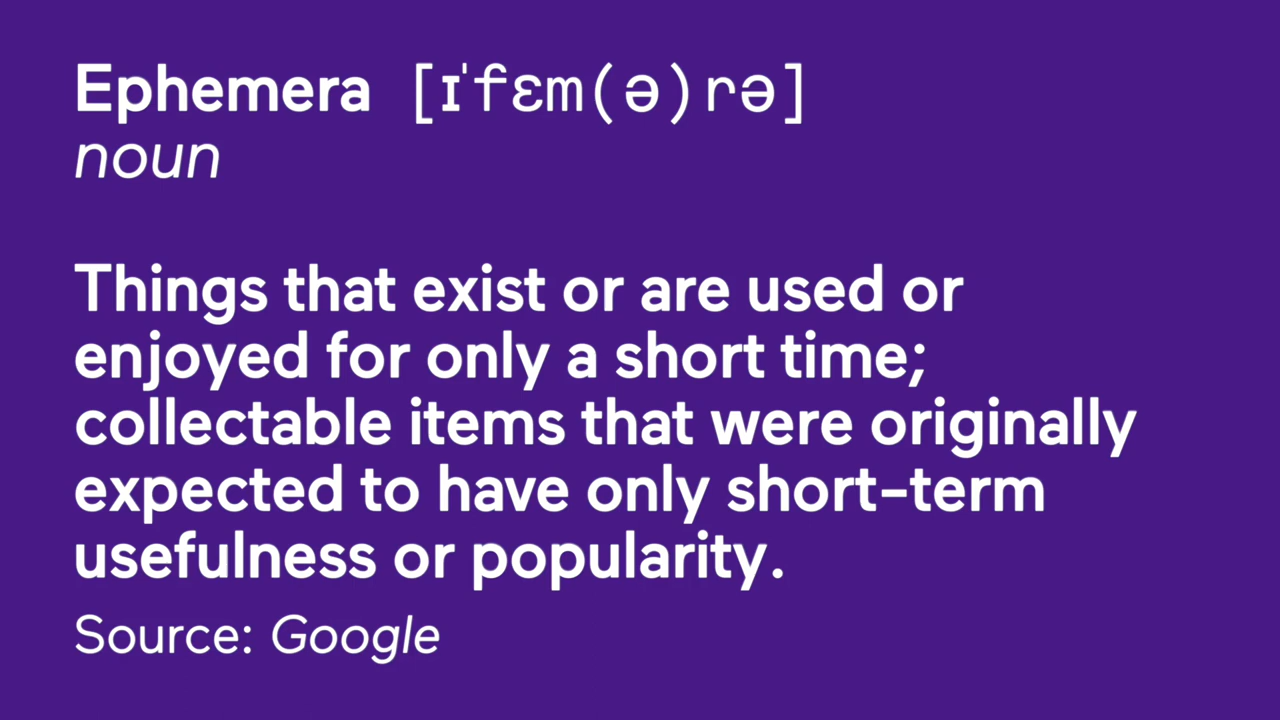 Ephemera [ɪˈfɛm(ə)rə]
noun
Things that exist or are used or
enjoyed for only a short time;
collectable items that were originally
expected to have only short-term
usefulness or popularity.
Source: Google